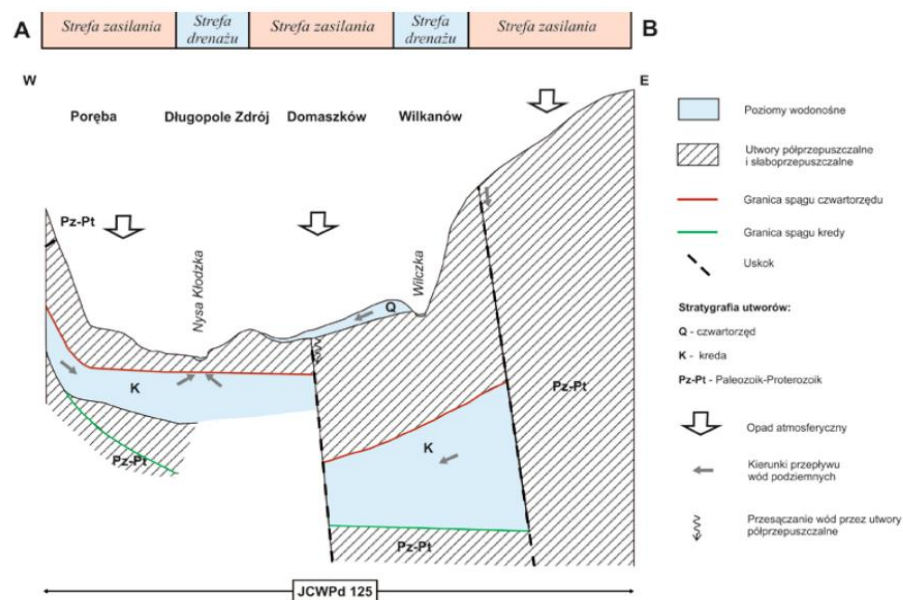 A
Strefa zasilania
Strefa
drenażu
Strefa zasilania
Strefa
drenażu
Strefa zasilania
B
W
E
Poręba
Długopole Zdrój
Domaszków
Wilkanów
Pz-Pt
Nysa Kłodzka
Wilczka
Q
K
K
Pz-Pt
Pz-Pt
Pz-Pt
JCWPd 125
Poziomy wodonośne
Utwory półprzepuszczalne
i słaboprzepuszczalne
Granica spągu czwartorzędu
Granica spągu kredy
Uskok
Stratygrafia utworów:
Q - czwartorzęd
K - kreda
Pz-Pt - Paleozoik-Proterozoik
Opad atmosferyczny
Kierunki przepływu
wód podziemnych
Przesączanie wód przez utwory
półprzepuszczalne